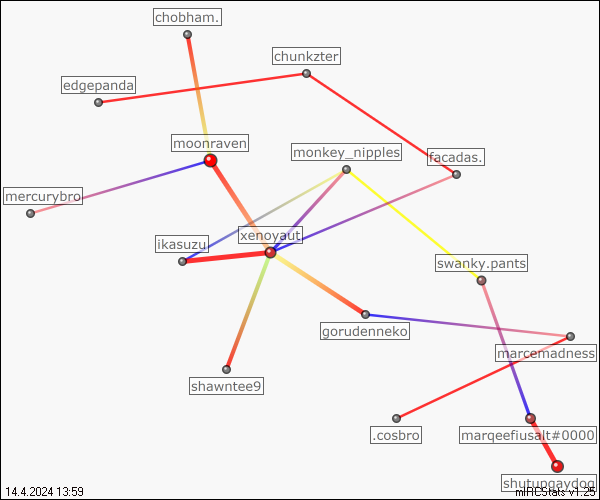 chobham.
chunkzter
edgepanda
moonraven
monkey_nipples
facadas.
mercurybro
xenoyaut
ikasuzu
swanky.pants
gorudenneko
marcemadness
shawntee9
.cosbro
marqeefiusalt#0000
shutupgaydog
14.4.2024 13:59
mIRCStats v1.25